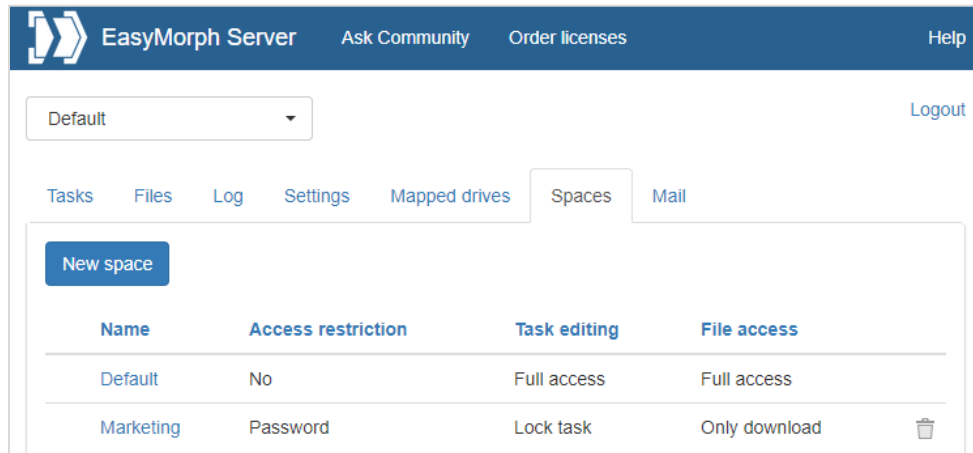 EasyMorph Server Ask Community Order licenses Help
Default Logout
Tasks Files Log Settings Mapped drives Spaces Mail
New space
Name Access restriction Task editing File access
Default No Full access Full access
Marketing Password Lock task Only download